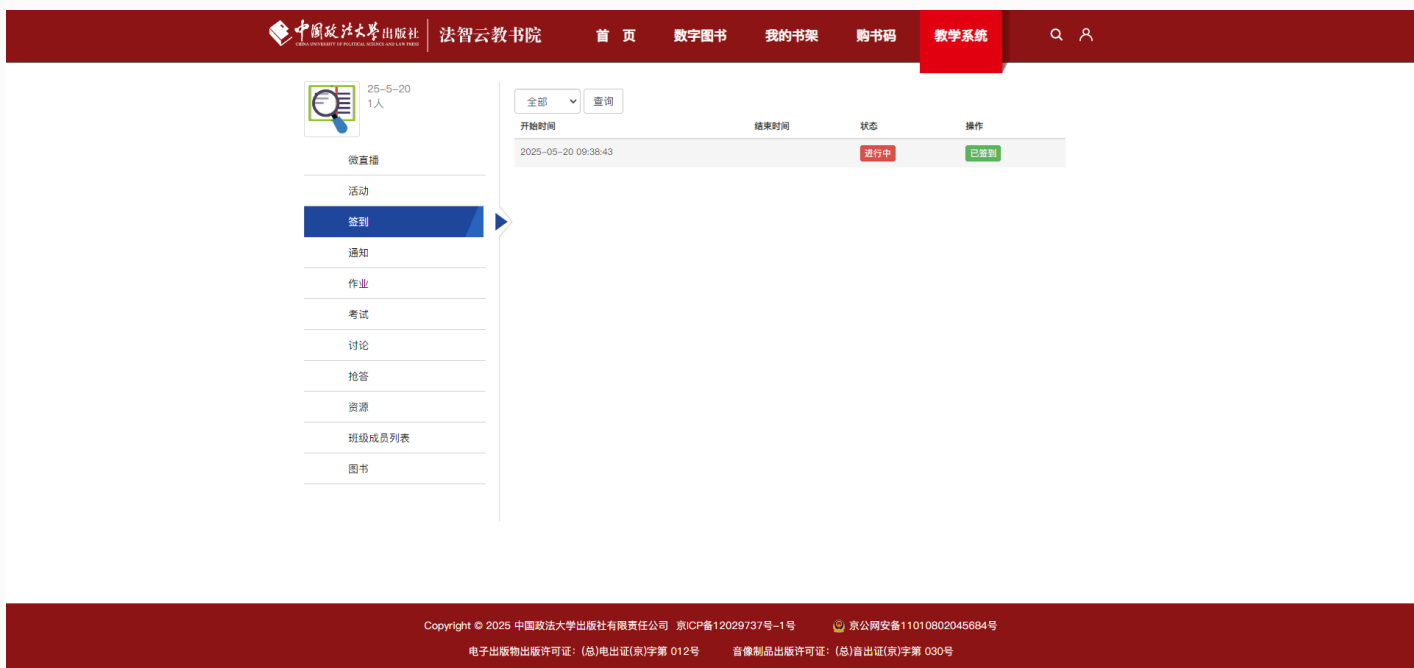 中国政法大学出版社 法智云教书院 首 页 数字图书 我的书架 购书码 教学系统
CHINA UNIVERSITY OF POLITICAL SCIENCE AND LAW PRESS
25-5-20
1人
微直播
活动
签到
通知
作业
考试
讨论
抢答
资源
班级成员列表
图书
全部 查询
开始时间 结束时间 状态 操作
2025-05-20 09:38:43 进行中 已签到
Copyright © 2025 中国政法大学出版社有限责任公司 京ICP备12029737号-1号 京公网安备11010802045684号
电子出版物出版许可证：(总)电出证(京)字第 012号 音像制品出版许可证：(总)音出证(京)字第 030号